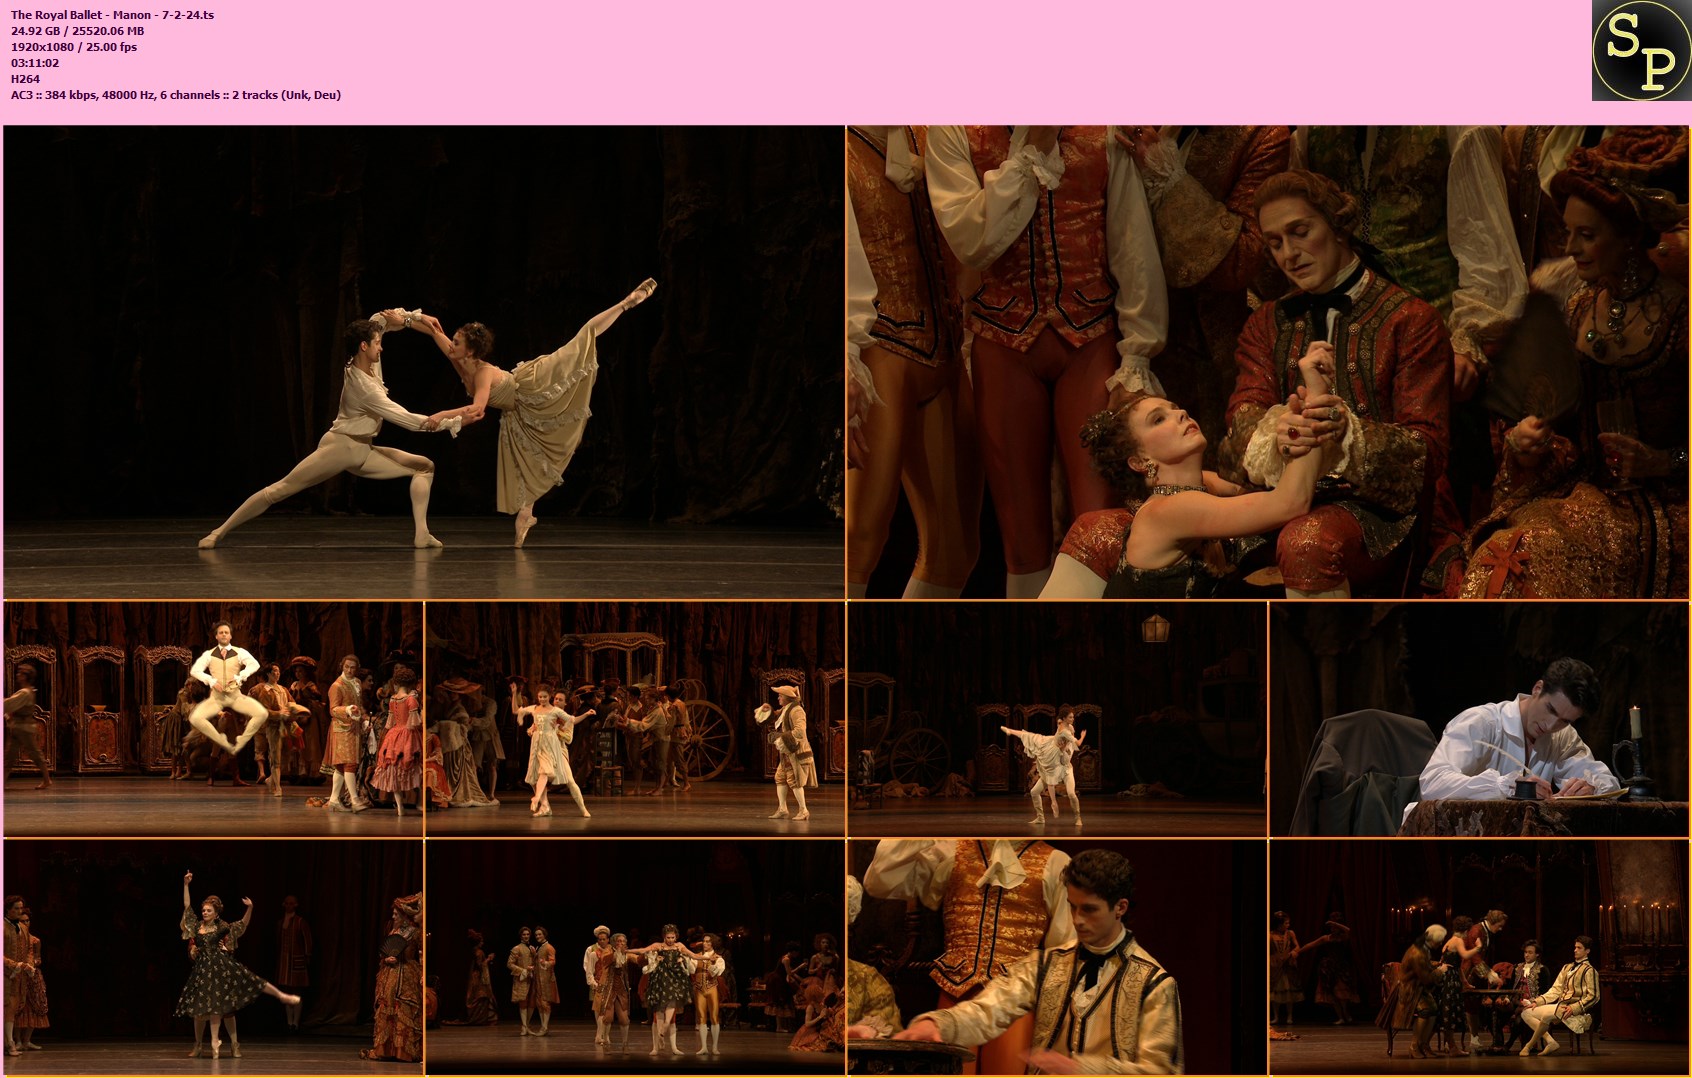 The Royal Ballet - Manon - 7-2-24.ts
24.92 GB / 25520.06 MB
1920x1080 / 25.00 fps
03:11:02
H264
AC3 :: 384 kbps, 48000 Hz, 6 channels :: 2 tracks (Unk, Deu)
SP